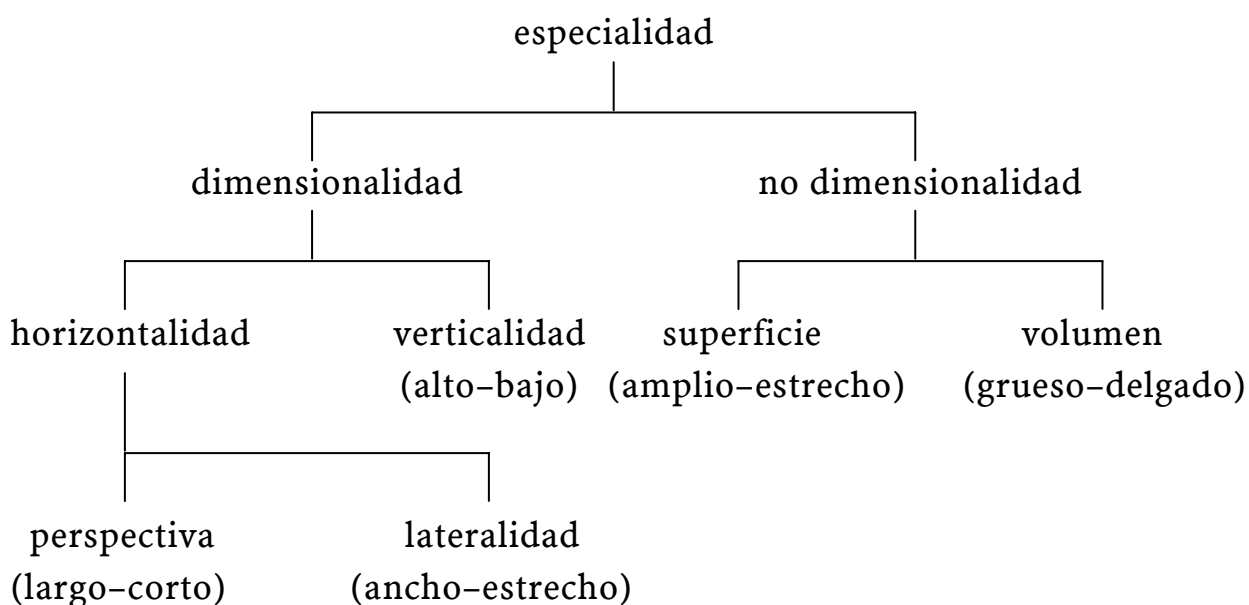 especialidad
dimensionalidad no dimensionalidad
horizontalidad verticalidad superficie volumen
(alto–bajo) (amplio–estrecho) (grueso–delgado)
perspectiva lateralidad
(largo–corto) (ancho–estrecho)